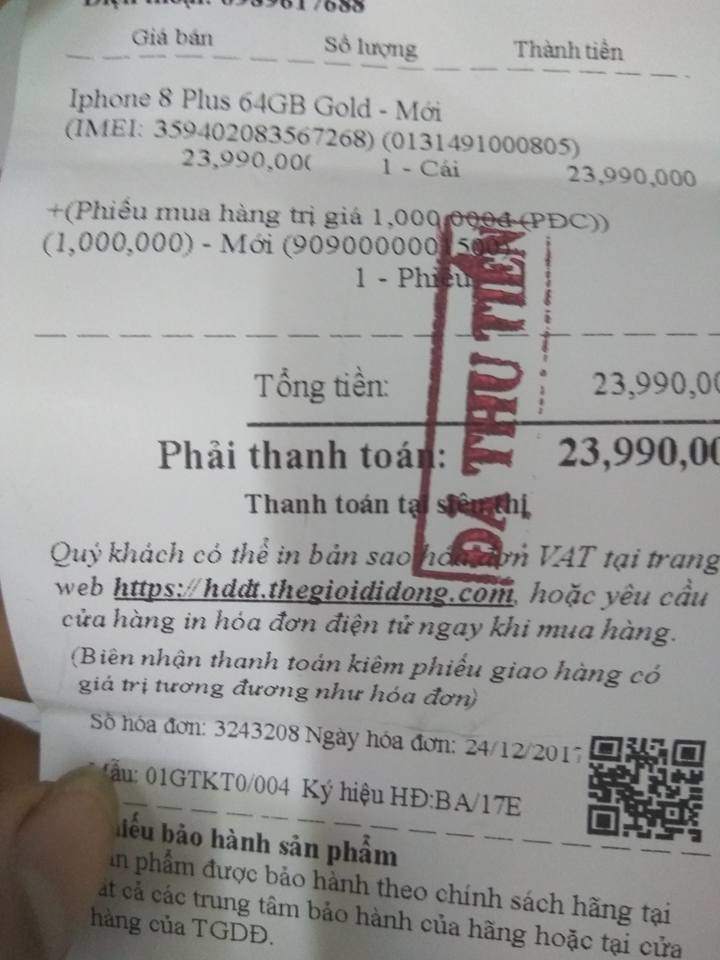 0989617688
Giá bán Số lượng Thành tiền
Iphone 8 Plus 64GB Gold - Mới
(IMEI: 359402083567268) (0131491000805)
23,990,00 1 - Cái 23,990,000
+(Phiếu mua hàng trị giá 1,000,000đ (PĐC))
(1,000,000) - Mới (909000000 500)
1 - Phiếu
ĐÃ THU TIỀN
Tổng tiền: 23,990,00
Phải thanh toán: 23,990,00
Thanh toán tại siêu thị
Quý khách có thể in bản sao hóa đơn VAT tại trang
web https://hddt.thegioididong.com, hoặc yêu cầu
cửa hàng in hóa đơn điện tử ngay khi mua hàng.
(Biên nhận thanh toán kiêm phiếu giao hàng có
giá trị tương đương như hóa đơn)
Số hóa đơn: 3243208 Ngày hóa đơn: 24/12/2017
Mẫu: 01GTKT0/004 Ký hiệu HĐ:BA/17E
iếu bảo hành sản phẩm
n phẩm được bảo hành theo chính sách hãng tại
ất cả các trung tâm bảo hành của hãng hoặc tại cửa
hàng của TGDĐ.